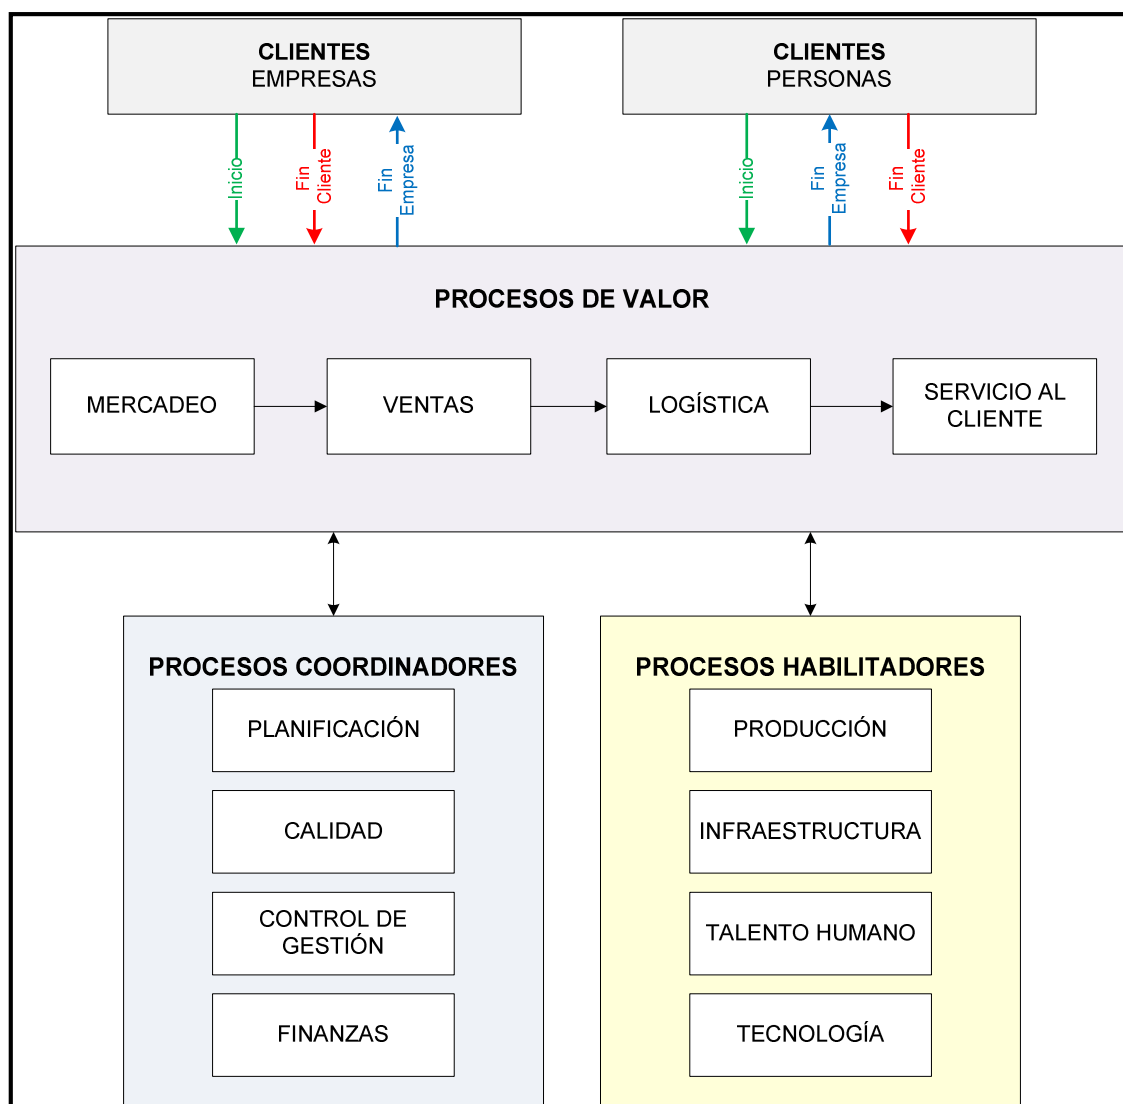 CLIENTES
EMPRESAS
CLIENTES
PERSONAS
Inicio
Fin
Cliente
Fin
Empresa
Inicio
Fin
Empresa
Fin
Cliente
PROCESOS DE VALOR
MERCADEO
VENTAS
LOGÍSTICA
SERVICIO AL
CLIENTE
PROCESOS COORDINADORES
PLANIFICACIÓN
CALIDAD
CONTROL DE
GESTIÓN
FINANZAS
PROCESOS HABILITADORES
PRODUCCIÓN
INFRAESTRUCTURA
TALENTO HUMANO
TECNOLOGÍA